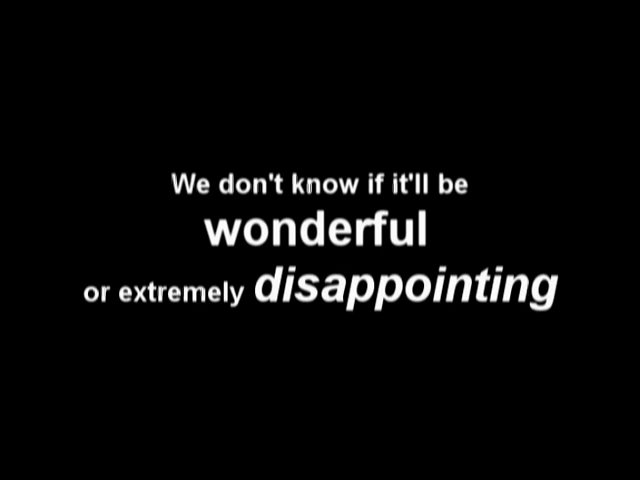 We don't know if it'll be
wonderful
or extremely disappointing